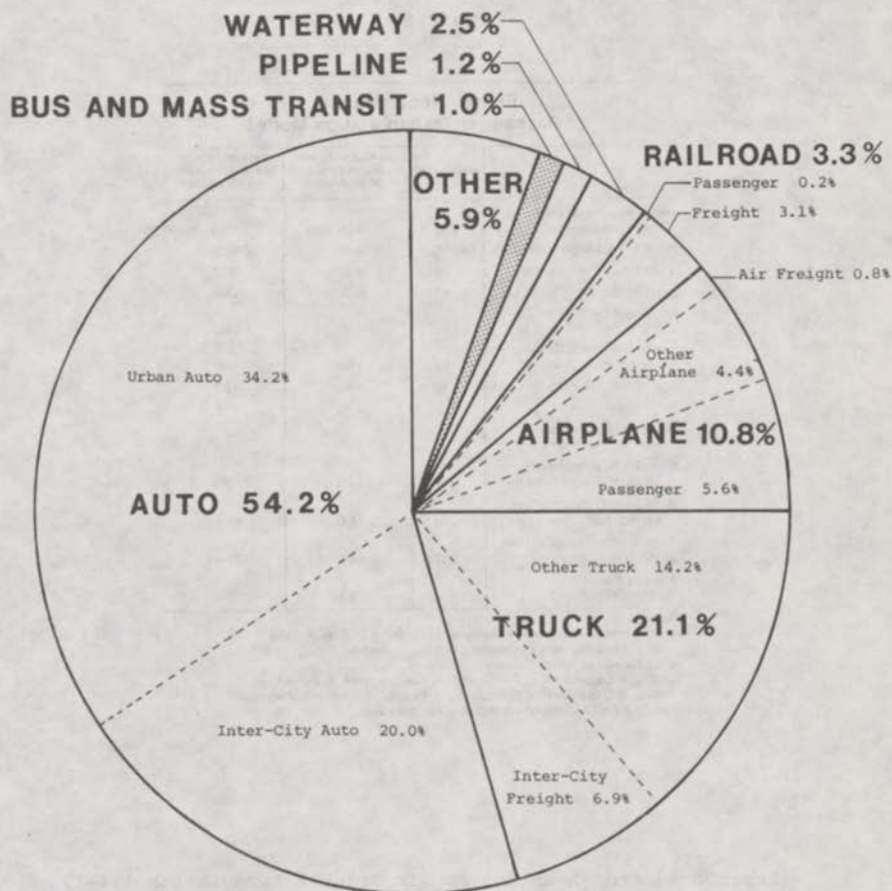 WATERWAY 2.5%
PIPELINE 1.2%
BUS AND MASS TRANSIT 1.0%
RAILROAD 3.3%
Passenger 0.2%
Freight 3.1%
OTHER
5.9%
Air Freight 0.8%
Other
Airplane 4.4%
Urban Auto 34.2%
AIRPLANE 10.8%
Passenger 5.6%
AUTO 54.2%
Other Truck 14.2%
TRUCK 21.1%
Inter-City Auto 20.0%
Inter-City
Freight 6.9%